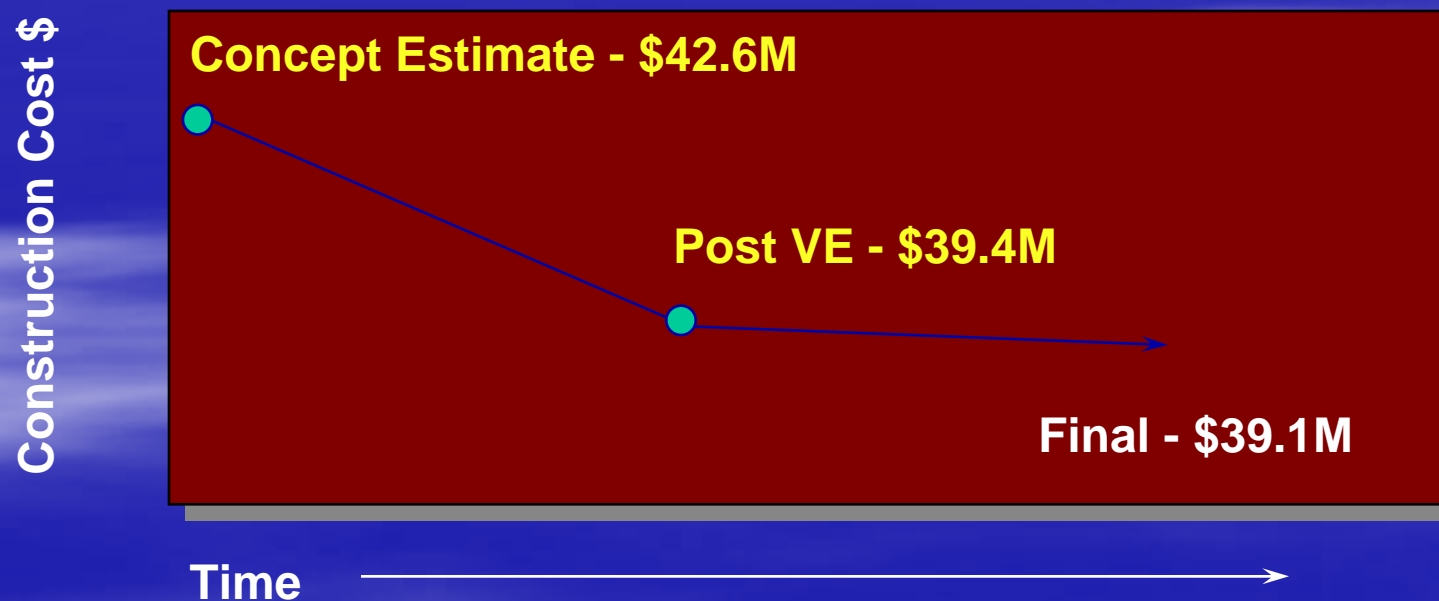 Construction Cost $
Concept Estimate - $42.6M
Post VE - $39.4M
Final - $39.1M
Time